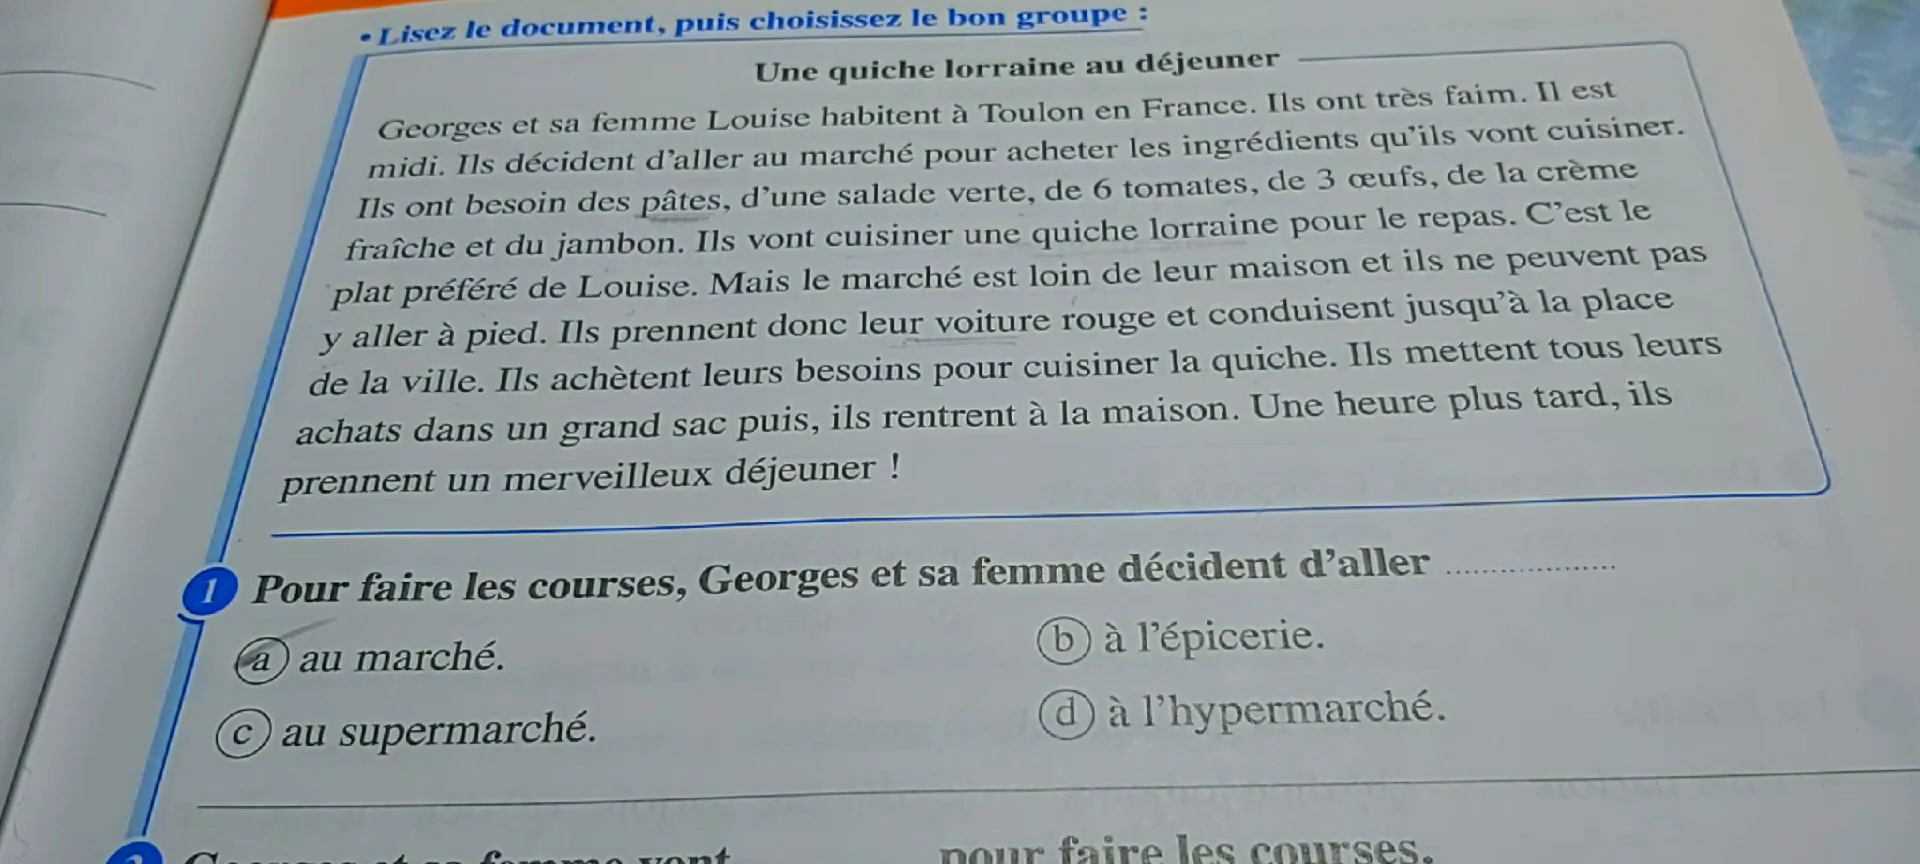 • Lisez le document, puis choisissez le bon groupe :
Une quiche lorraine au déjeuner
Georges et sa femme Louise habitent à Toulon en France. Ils ont très faim. Il est
midi. Ils décident d'aller au marché pour acheter les ingrédients qu'ils vont cuisiner.
Ils ont besoin des pâtes, d'une salade verte, de 6 tomates, de 3 œufs, de la crème
fraîche et du jambon. Ils vont cuisiner une quiche lorraine pour le repas. C'est le
plat préféré de Louise. Mais le marché est loin de leur maison et ils ne peuvent pas
y aller à pied. Ils prennent donc leur voiture rouge et conduisent jusqu'à la place
de la ville. Ils achètent leurs besoins pour cuisiner la quiche. Ils mettent tous leurs
achats dans un grand sac puis, ils rentrent à la maison. Une heure plus tard, ils
prennent un merveilleux déjeuner !
1 Pour faire les courses, Georges et sa femme décident d'aller ..................
a au marché.
b à l'épicerie.
c au supermarché.
d à l'hypermarché.
pour faire les courses.